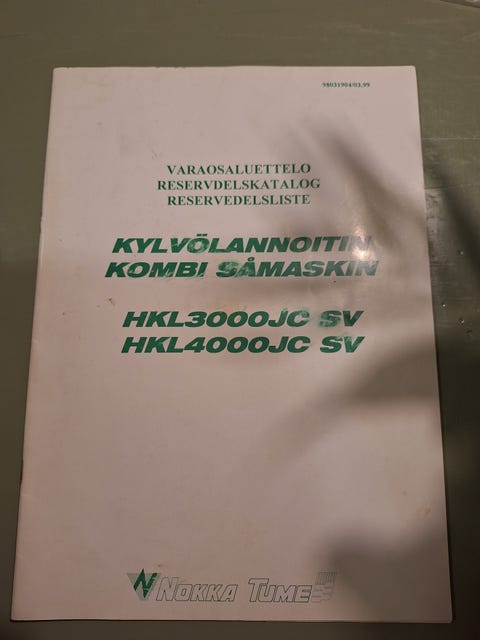 98031904/03.99
VARAOSALUETTELO
RESERVDELSKATALOG
RESERVEDELSLISTE
KYLVÖLANNOITIN
KOMBI SÅMASKIN
HKL3000JC SV
HKL4000JC SV
NOKKA TUME